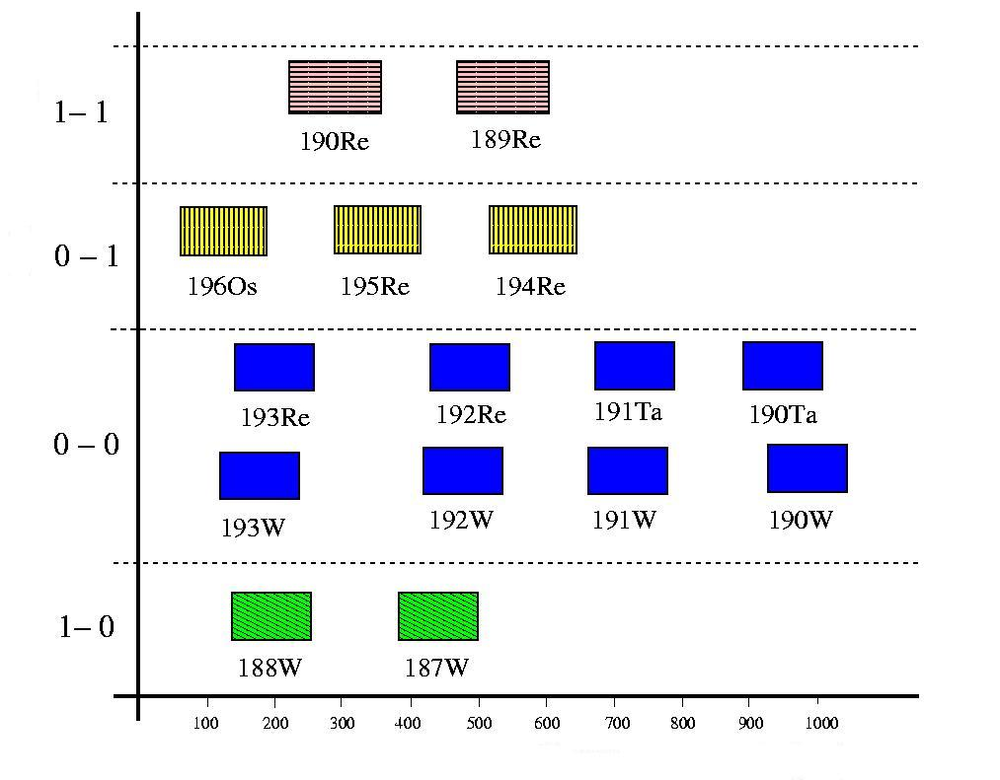 1– 1
190Re 189Re
0 – 1
196Os 195Re 194Re
0 – 0
193Re 192Re 191Ta 190Ta
193W 192W 191W 190W
1– 0
188W 187W
100 200 300 400 500 600 700 800 900 1000